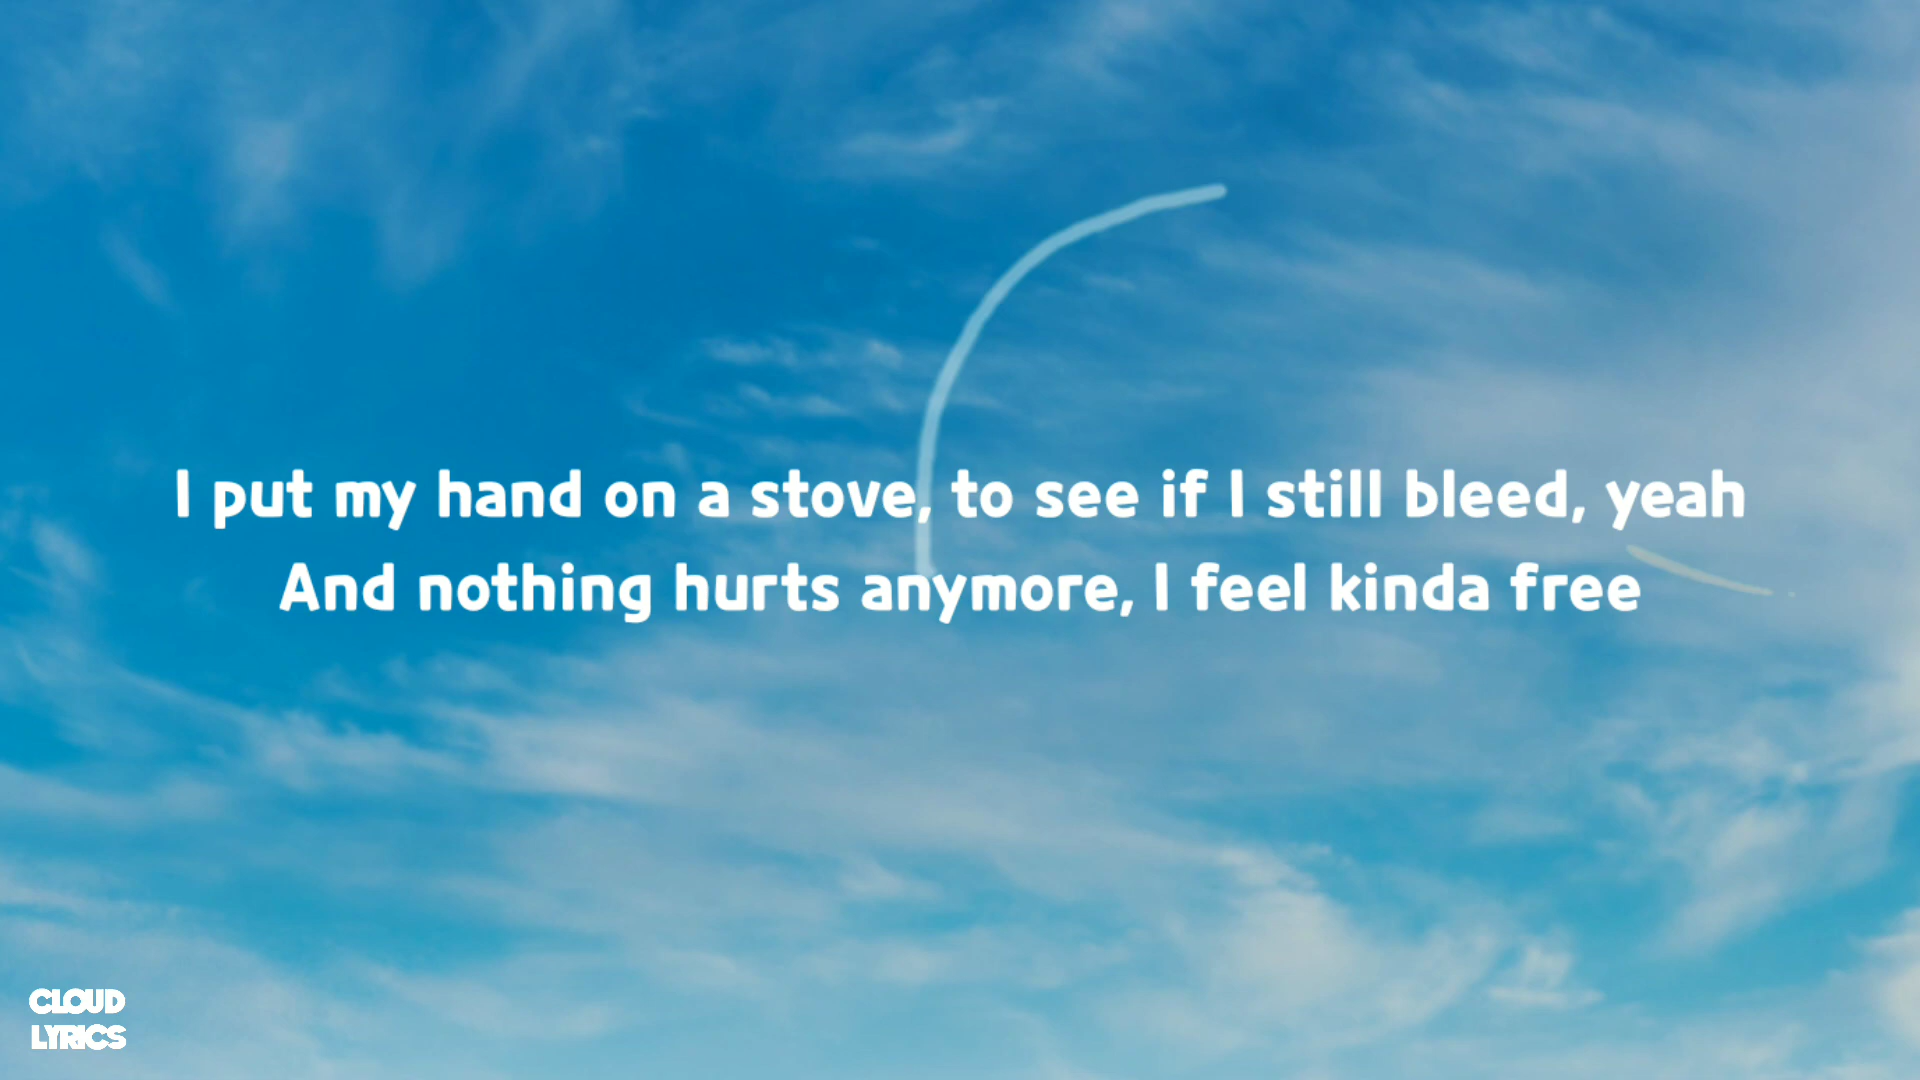 I put my hand on a stove, to see if I still bleed, yeah
And nothing hurts anymore, I feel kinda free
CLOUD
LYRICS